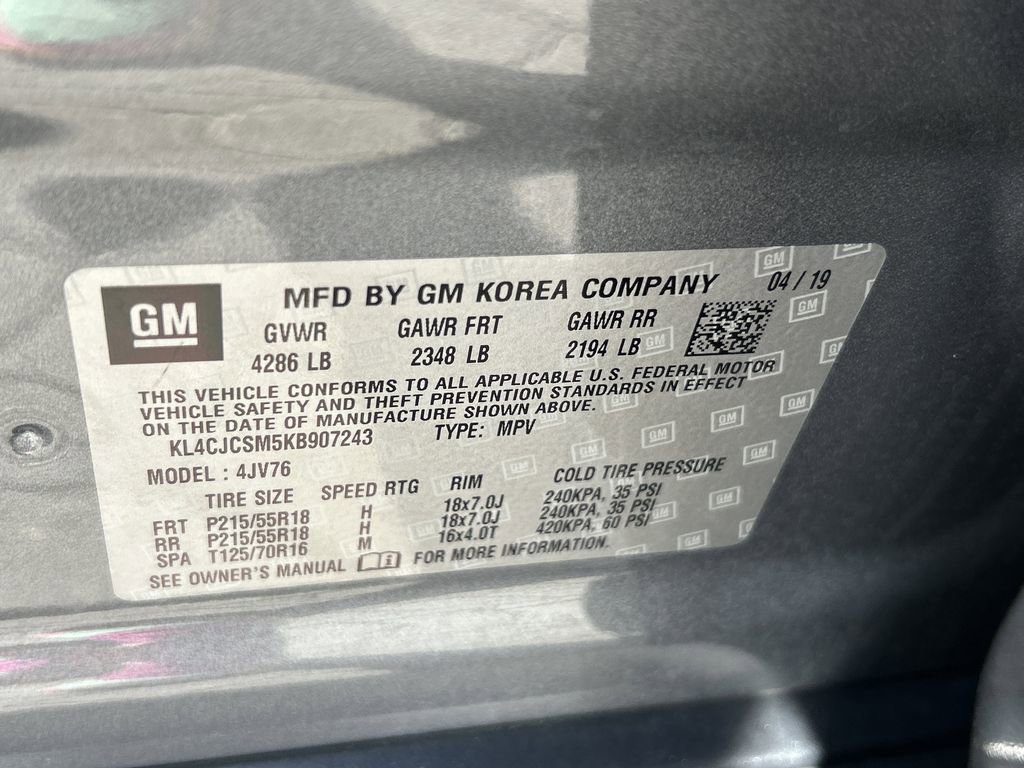 GM
MFD BY GM KOREA COMPANY 04 / 19
GVWR GAWR FRT GAWR RR
4286 LB 2348 LB 2194 LB
THIS VEHICLE CONFORMS TO ALL APPLICABLE U.S. FEDERAL MOTOR
VEHICLE SAFETY AND THEFT PREVENTION STANDARDS IN EFFECT
ON THE DATE OF MANUFACTURE SHOWN ABOVE.
KL4CJCSM5KB907243 TYPE: MPV
MODEL : 4JV76
TIRE SIZE SPEED RTG RIM COLD TIRE PRESSURE
FRT P215/55R18 H 18x7.0J 240KPA, 35 PSI
RR P215/55R18 H 18x7.0J 240KPA, 35 PSI
SPA T125/70R16 M 16x4.0T 420KPA, 60 PSI
SEE OWNER'S MANUAL FOR MORE INFORMATION.